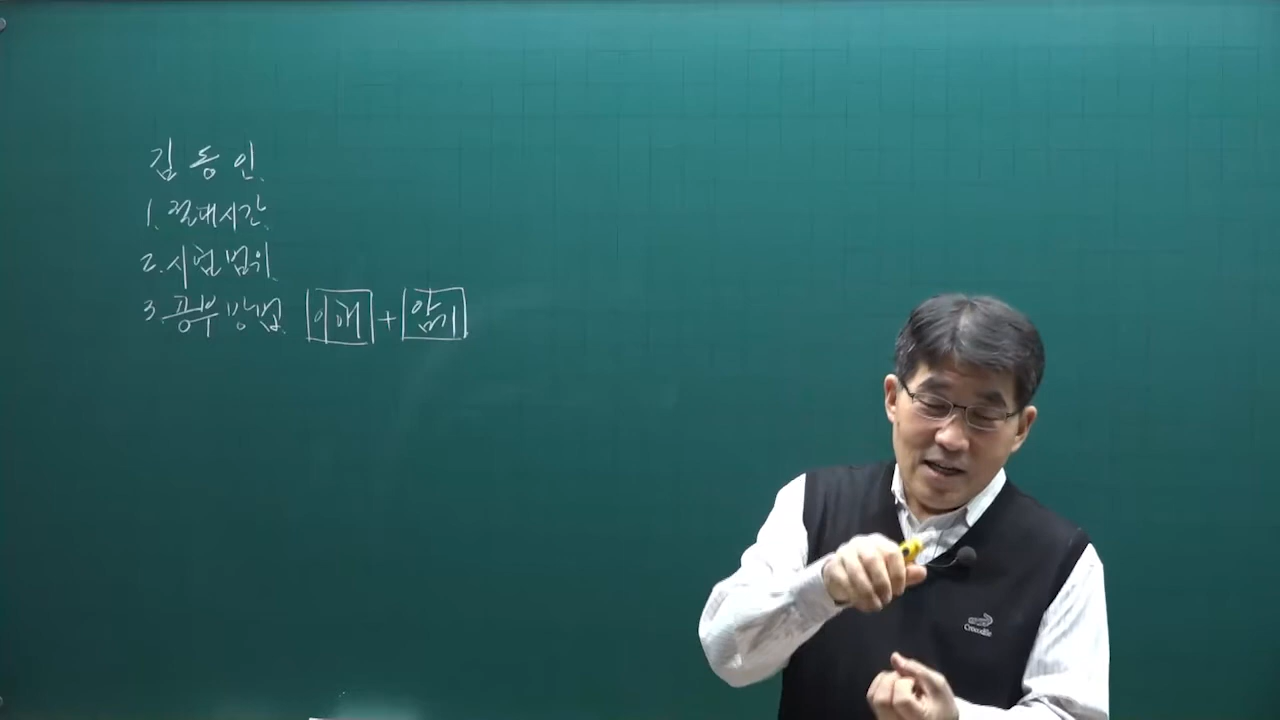 김동인
1. 절대시간
2. 시험범위
3. 공부방법 이해 + 암기
Crocodile